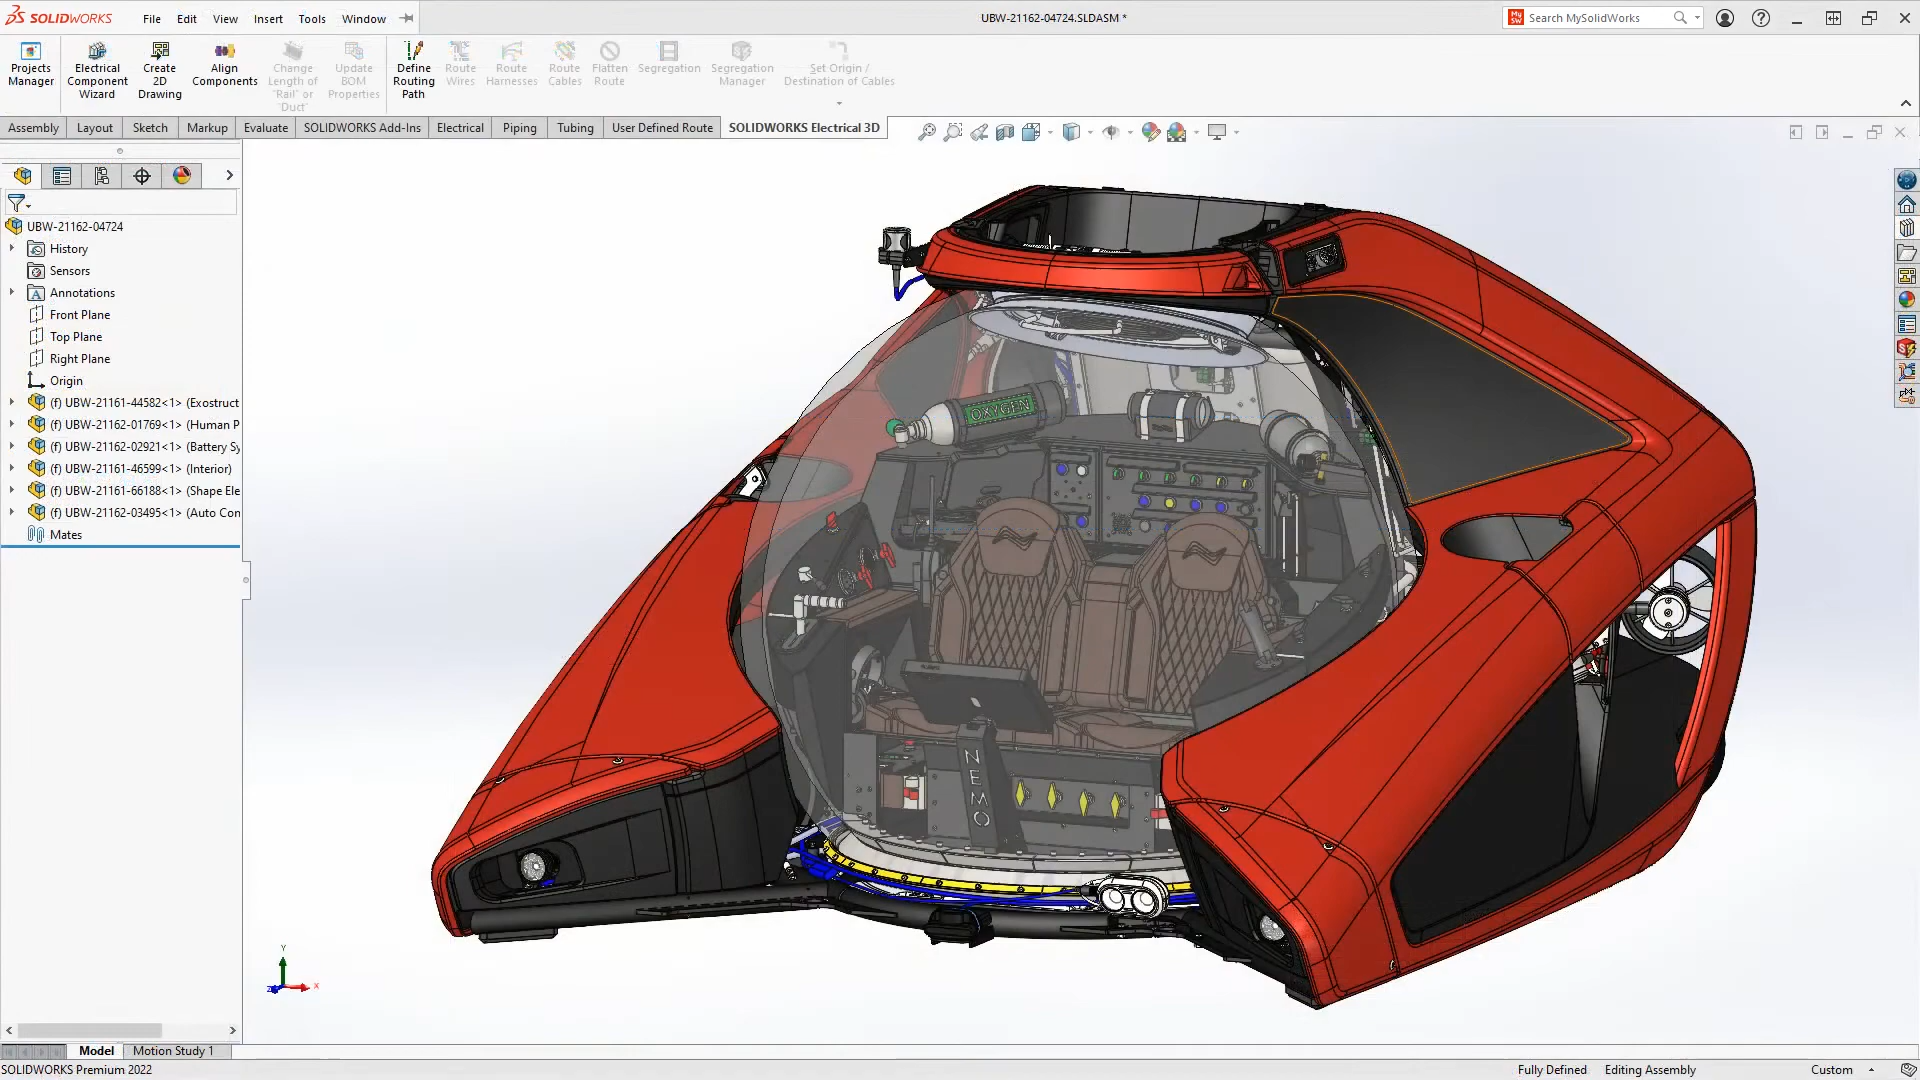 SOLIDWORKS File Edit View Insert Tools Window
UBW-21162-04724.SLDASM *
My SW Search MySolidWorks
Projects Manager
Electrical Component Wizard
Create 2D Drawing
Align Components
Change Length of "Rail" or "Duct"
Update BOM Properties
Define Routing Path
Route Wires
Route Harnesses
Route Cables
Flatten Route
Segregation
Segregation Manager
Set Origin / Destination of Cables
Assembly Layout Sketch Markup Evaluate SOLIDWORKS Add-Ins Electrical Piping Tubing User Defined Route SOLIDWORKS Electrical 3D
UBW-21162-04724
History
Sensors
Annotations
Front Plane
Top Plane
Right Plane
Origin
(f) UBW-21161-44582<1> (Exostruct
(f) UBW-21162-01769<1> (Human P
(f) UBW-21162-02921<1> (Battery Sy
(f) UBW-21161-46599<1> (Interior)
(f) UBW-21161-66188<1> (Shape Ele
(f) UBW-21162-03495<1> (Auto Con
Mates
OXYGEN
NEMO
Y
X
Z
Model Motion Study 1
SOLIDWORKS Premium 2022
Fully Defined Editing Assembly Custom